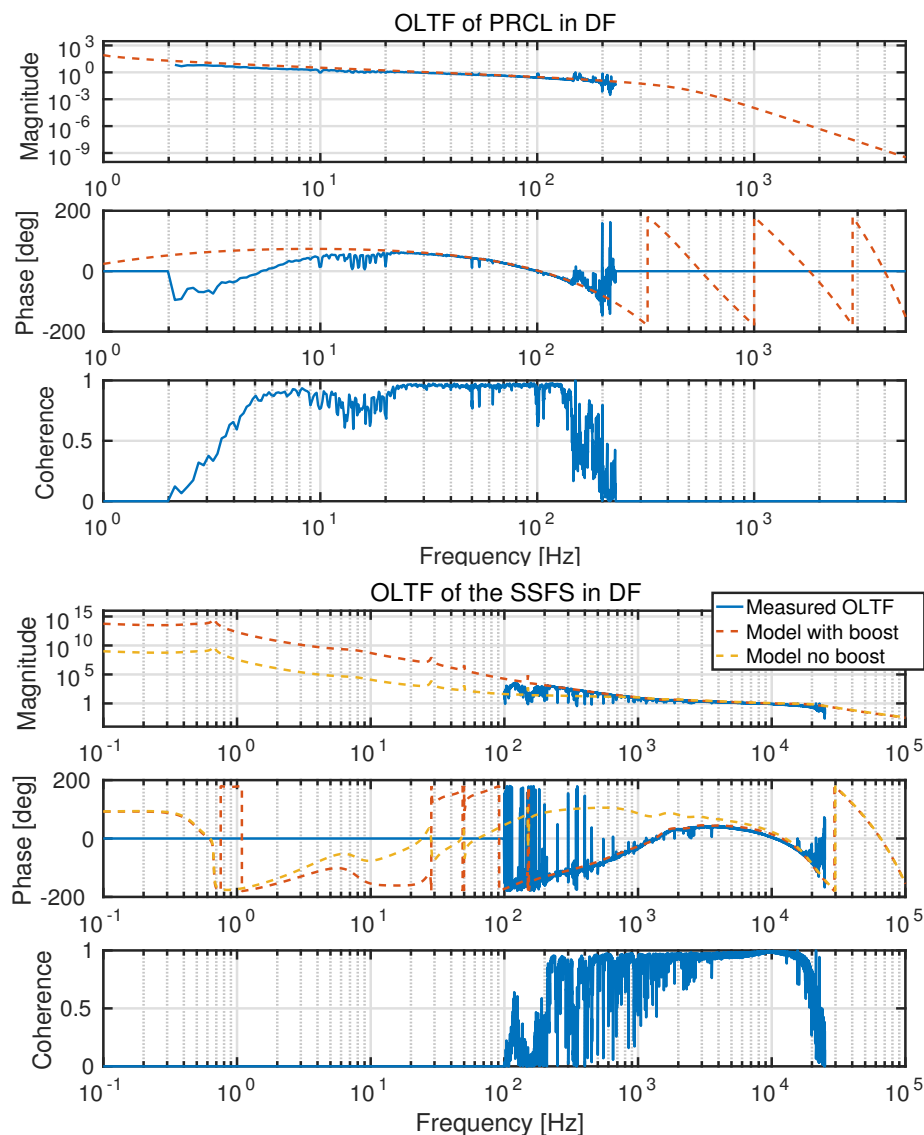 OLTF of PRCL in DF
Magnitude
10^3
10^0
10^-3
10^-6
10^-9
10^0 10^1 10^2 10^3
Phase [deg]
200
0
-200
10^0 10^1 10^2 10^3
Coherence
1
0.5
0
10^0 10^1 10^2 10^3
Frequency [Hz]
OLTF of the SSFS in DF
Measured OLTF
Model with boost
Model no boost
Magnitude
10^15
10^10
10^5
1
10^-1 10^0 10^1 10^2 10^3 10^4 10^5
Phase [deg]
200
0
-200
10^-1 10^0 10^1 10^2 10^3 10^4 10^5
Coherence
1
0.5
0
10^-1 10^0 10^1 10^2 10^3 10^4 10^5
Frequency [Hz]